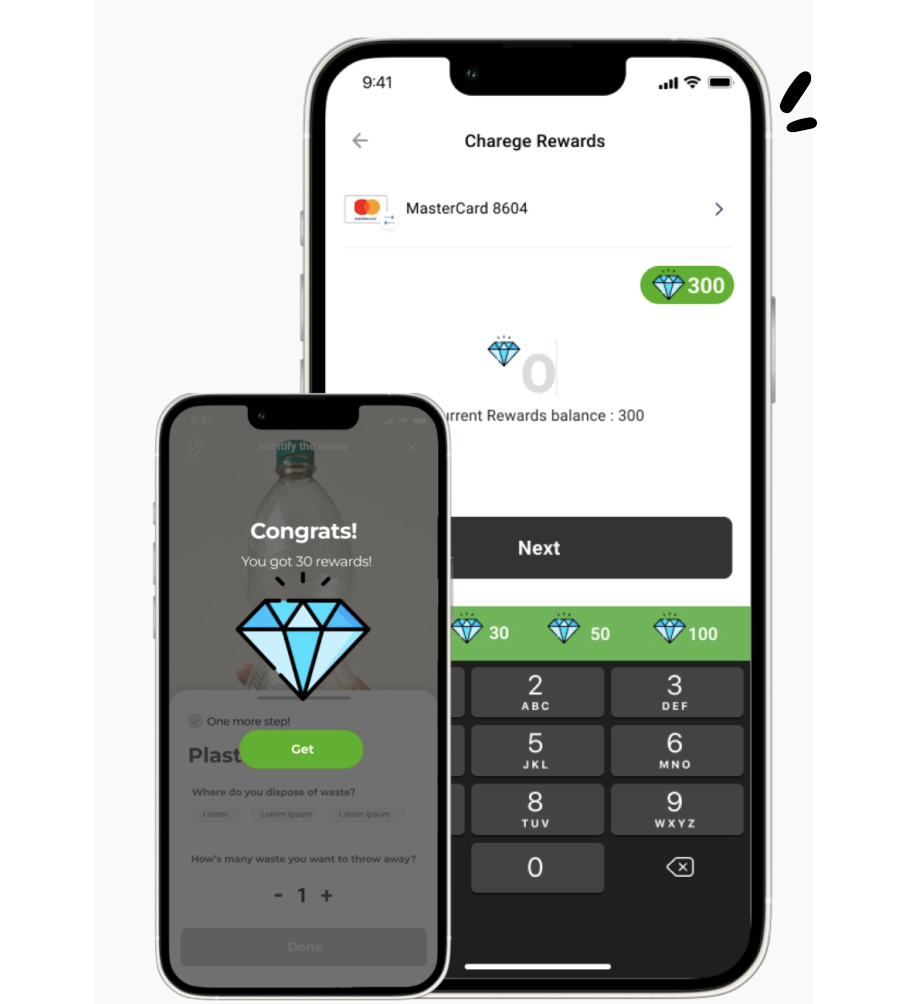 9:41
Charege Rewards
MasterCard 8604
300
0
urrent Rewards balance : 300
Next
30
50
100
2
ABC
3
DEF
5
JKL
6
MNO
8
TUV
9
WXYZ
0
9:41
Identify the waste
Congrats!
You got 30 rewards!
One more step!
Plast
Get
Where do you dispose of waste?
Lorem
Lorem ipsum
Lorem ipsum
How's many waste you want to throw away?
- 1 +
Done